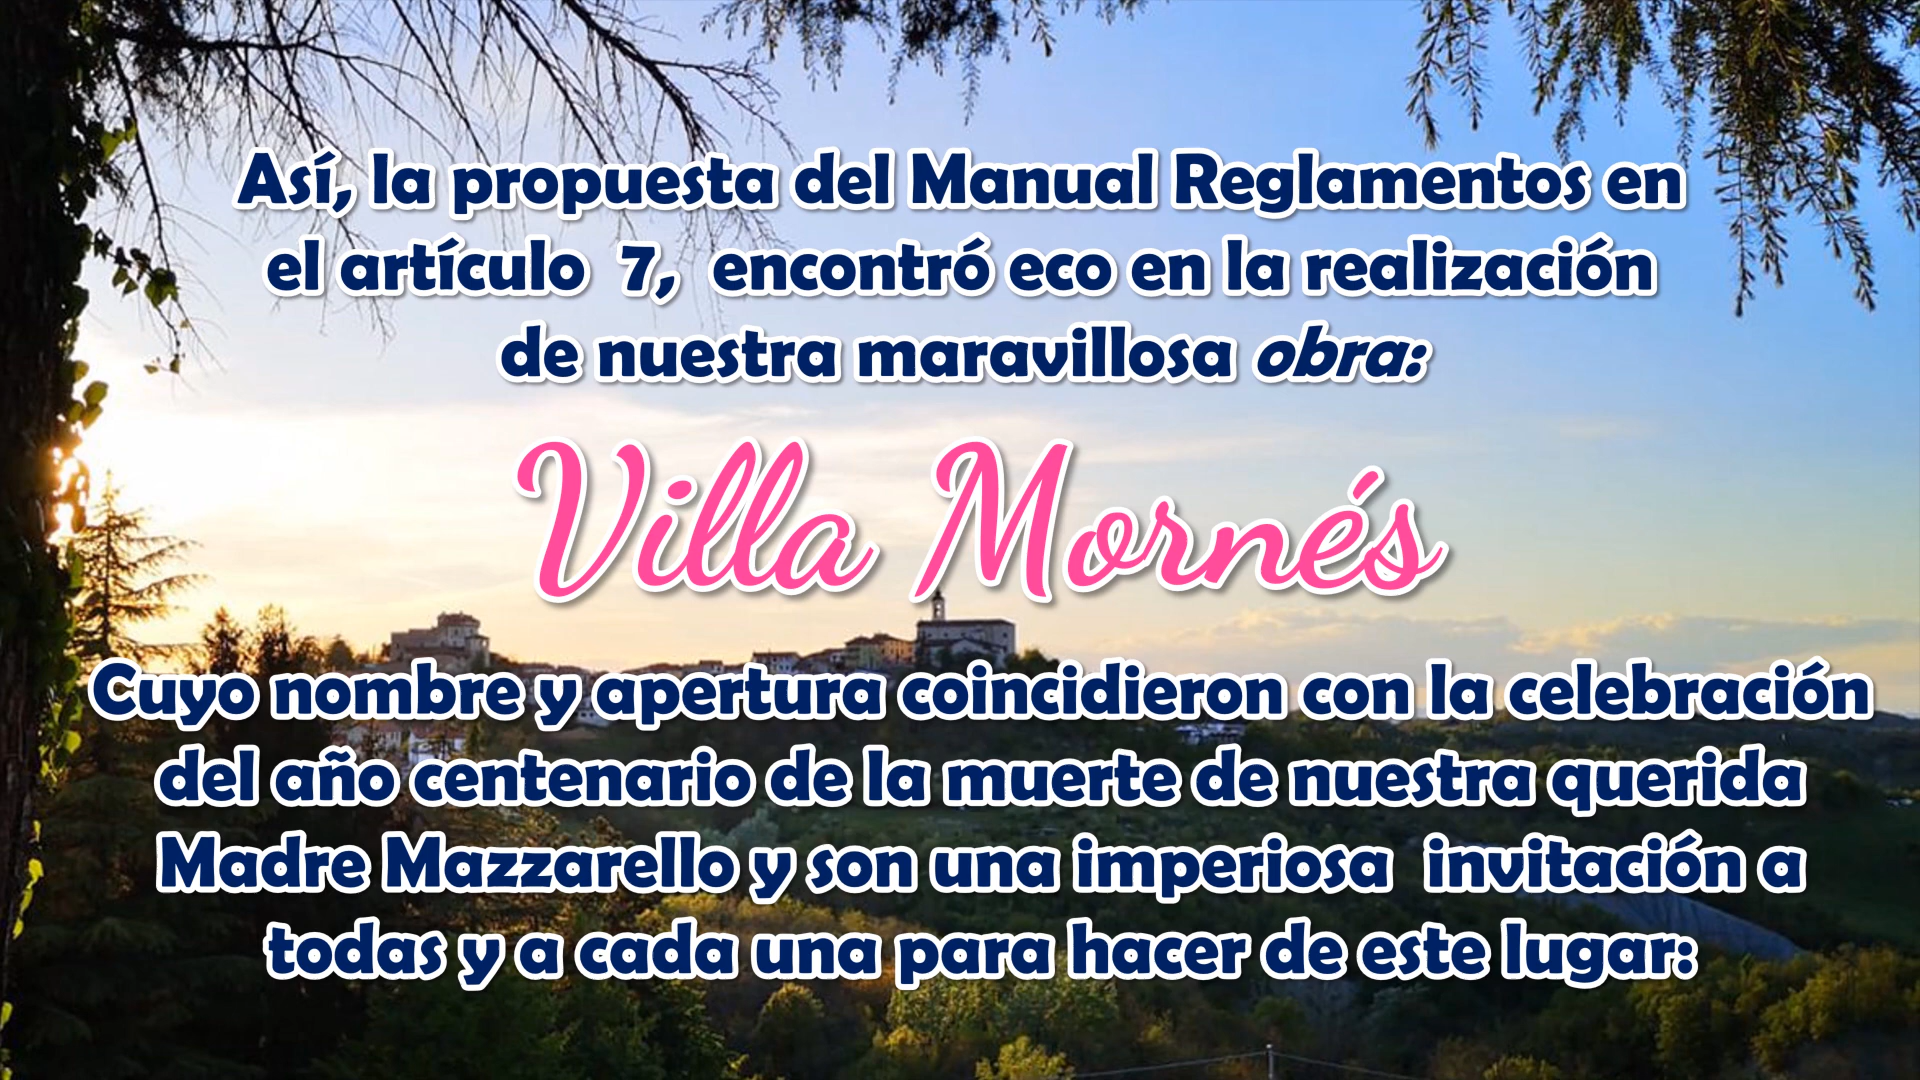 Así, la propuesta del Manual Reglamentos en
el artículo 7, encontró eco en la realización
de nuestra maravillosa obra:
Villa Mornés
Cuyo nombre y apertura coincidieron con la celebración
del año centenario de la muerte de nuestra querida
Madre Mazzarello y son una imperiosa invitación a
todas y a cada una para hacer de este lugar: